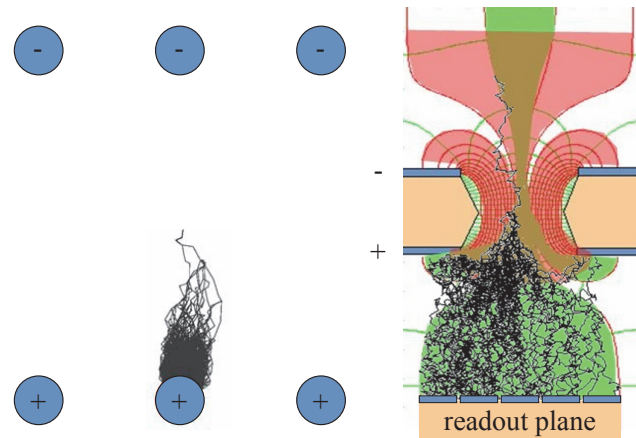 - - -
-
+
+ + +
readout plane